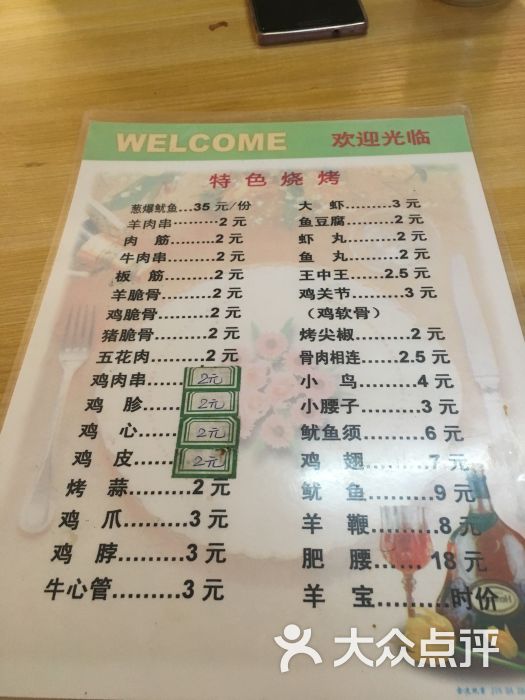 WELCOME 欢迎光临
特色烧烤
葱爆鱿鱼...35元/份
羊肉串........2元
肉 筋.........2元
牛肉串.........2元
板 筋.........2元
羊脆骨.........2元
鸡脆骨.........2元
猪脆骨.........2元
五花肉.........2元
鸡肉串 2元
鸡 胗 2元
鸡 心 2元
鸡 皮 2元
烤 蒜.........2元
鸡 爪.........3元
鸡 脖.........3元
牛心管.........3元
大 虾.........3元
鱼豆腐.........2元
虾 丸.........2元
鱼 丸.........2元
王中王.........2.5元
鸡关节.........3元
（鸡软骨）
烤尖椒.........2元
骨肉相连......2.5元
小 鸟.........4元
小腰子.........3元
鱿鱼须.........6元
鸡 翅.........7元
鱿 鱼.........9元
羊 鞭.........8元
肥 腰......18元
羊 宝.........时价
大众点评